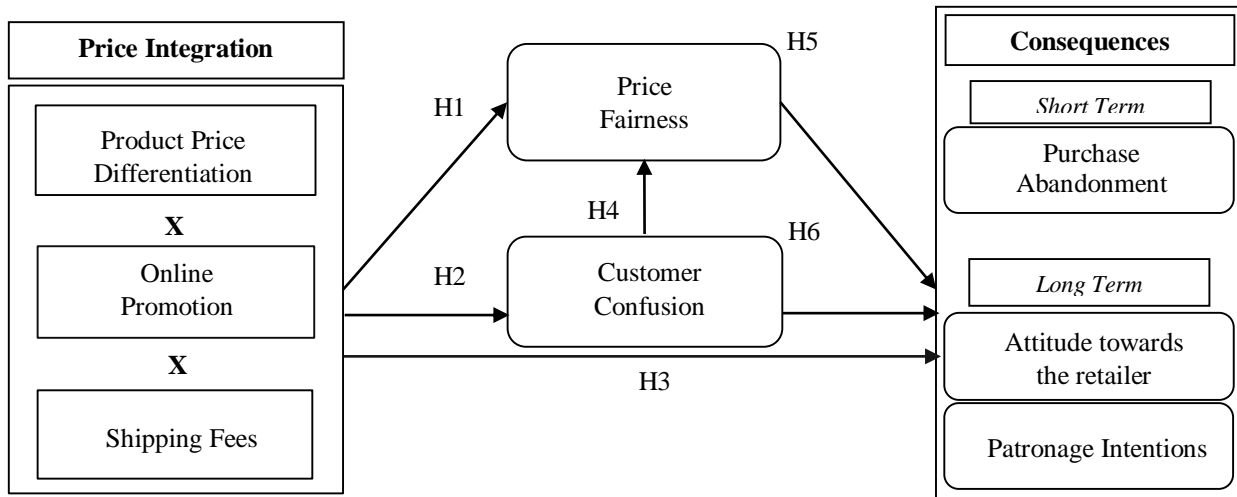 Price Integration
Product Price
Differentiation
X
Online
Promotion
X
Shipping Fees
H1
H2
H3
Price
Fairness
H4
Customer
Confusion
H5
H6
Consequences
Short Term
Purchase
Abandonment
Long Term
Attitude towards
the retailer
Patronage Intentions